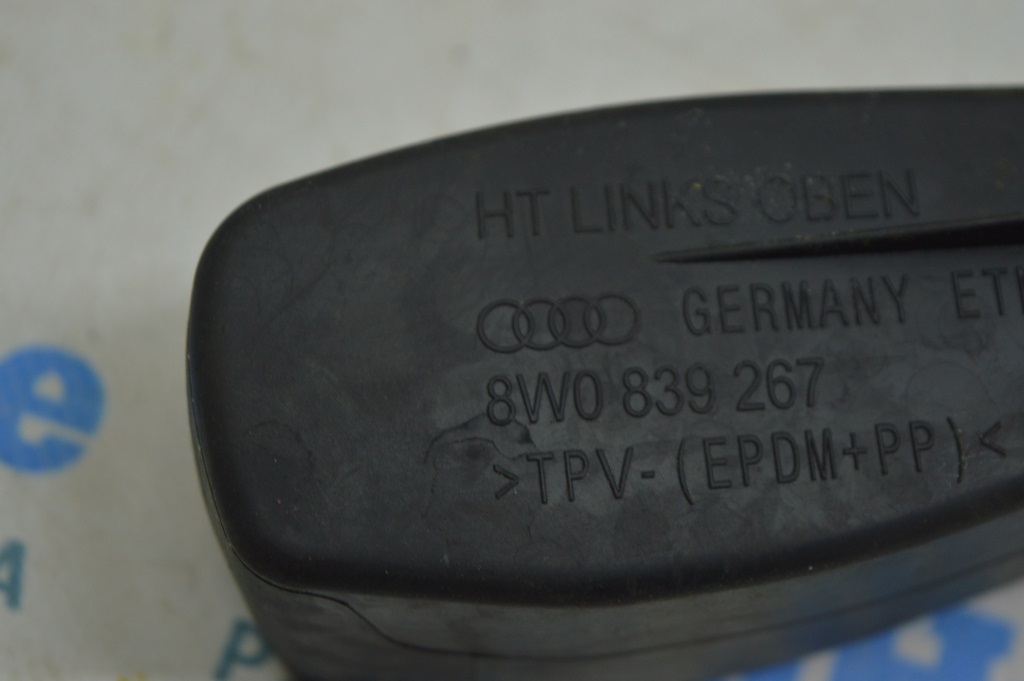 HT LINKS OBEN
GERMANY
8W0 839 267
>TPV-(EPDM+PP)<